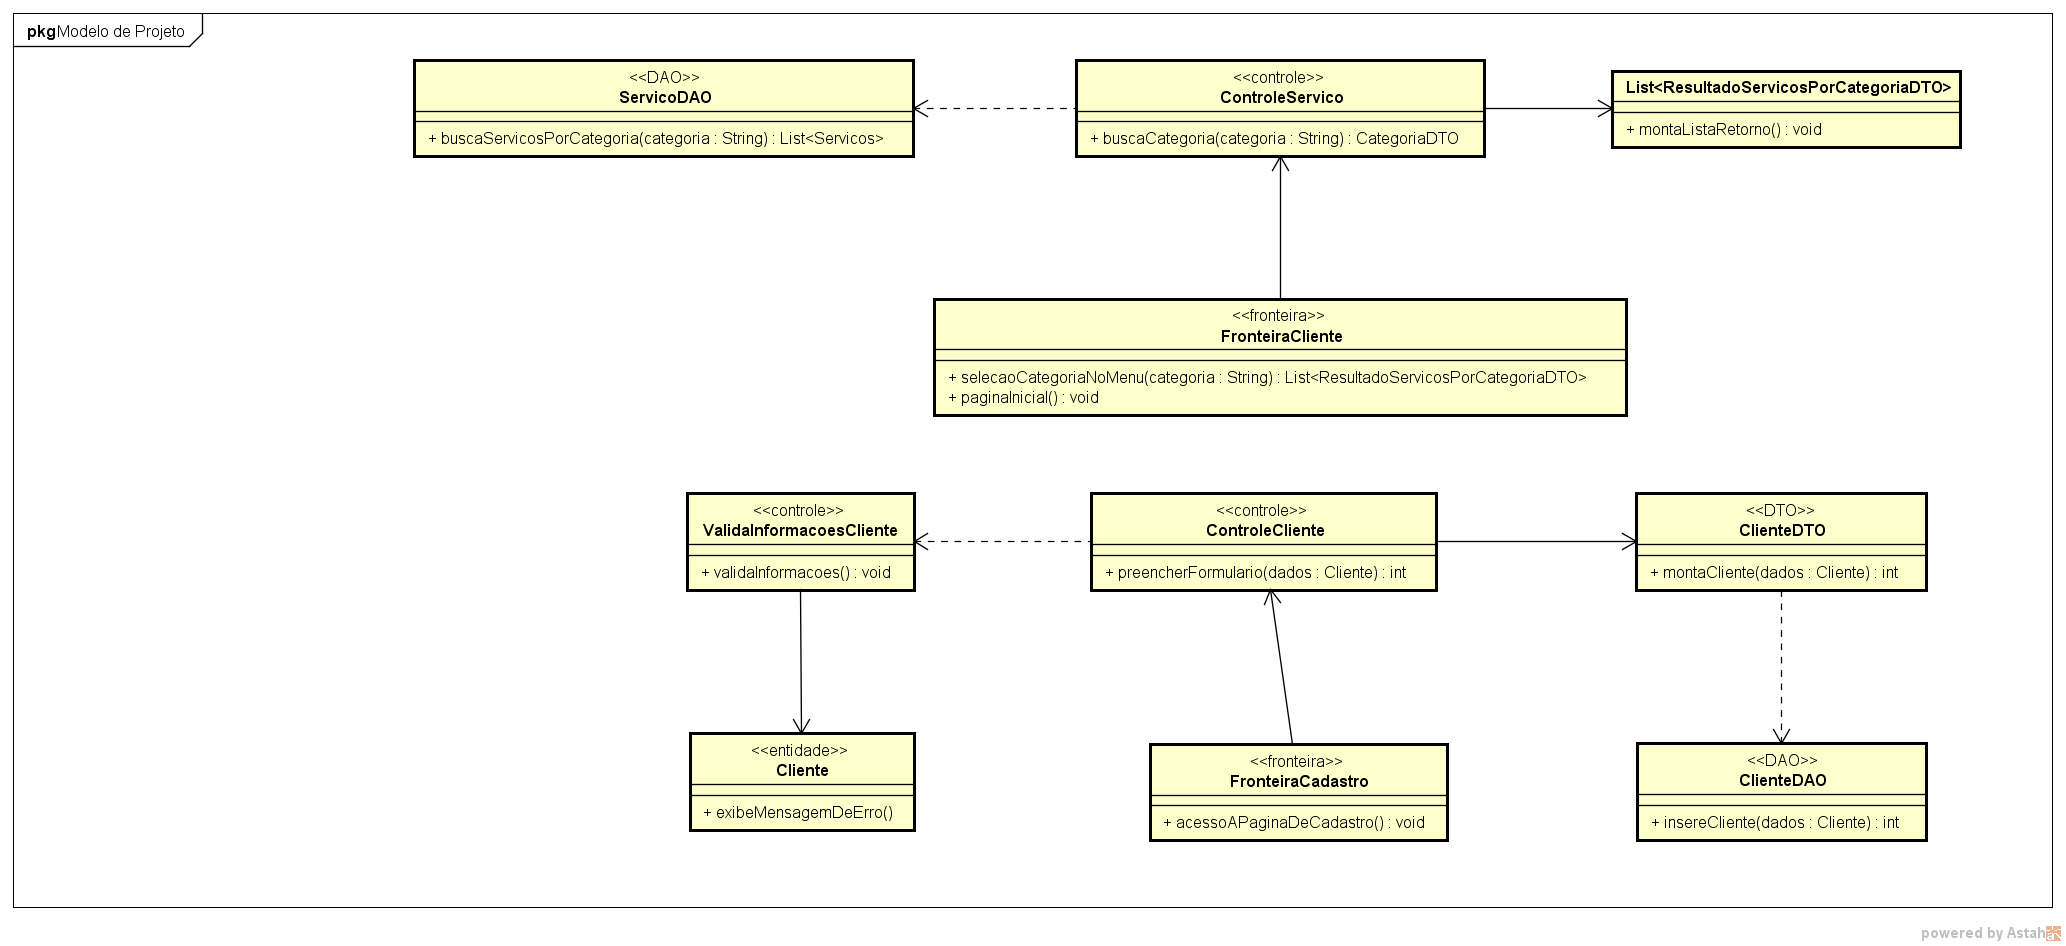 pkg Modelo de Projeto
<<DAO>>
ServicoDAO
+ buscaServicosPorCategoria(categoria : String) : List<Servicos>
<<controle>>
ControleServico
+ buscaCategoria(categoria : String) : CategoriaDTO
List<ResultadoServicosPorCategoriaDTO>
+ montaListaRetorno() : void
<<fronteira>>
FronteiraCliente
+ selecaoCategoriaNoMenu(categoria : String) : List<ResultadoServicosPorCategoriaDTO>
+ paginaInicial() : void
<<controle>>
ValidaInformacoesCliente
+ validaInformacoes() : void
<<controle>>
ControleCliente
+ preencherFormulario(dados : Cliente) : int
<<DTO>>
ClienteDTO
+ montaCliente(dados : Cliente) : int
<<entidade>>
Cliente
+ exibeMensagemDeErro()
<<fronteira>>
FronteiraCadastro
+ acessoAPaginaDeCadastro() : void
<<DAO>>
ClienteDAO
+ insereCliente(dados : Cliente) : int
powered by Astah